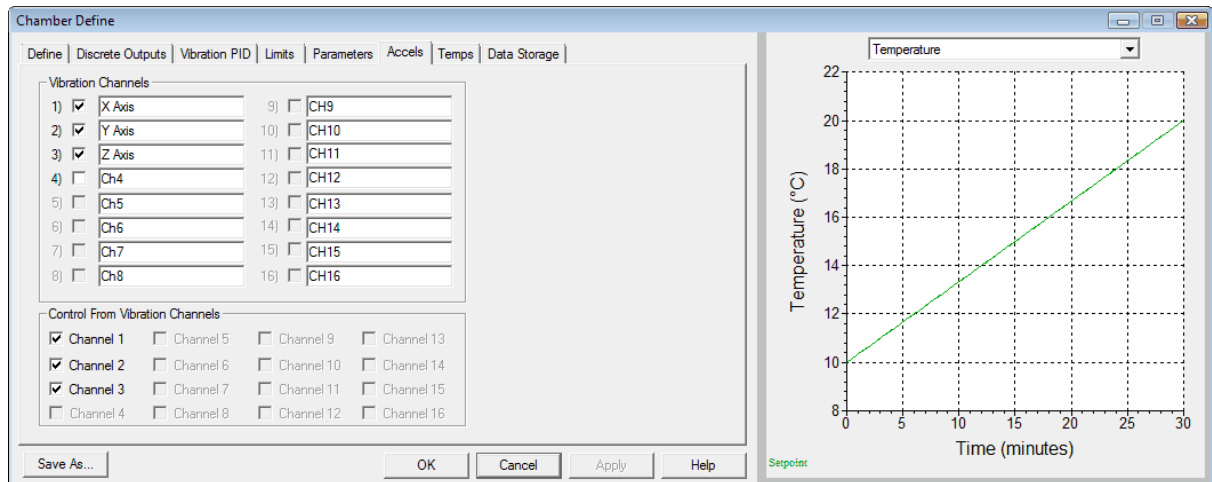 Chamber Define
Define Discrete Outputs Vibration PID Limits Parameters Accels Temps Data Storage
Vibration Channels
1) X Axis 9) CH9
2) Y Axis 10) CH10
3) Z Axis 11) CH11
4) Ch4 12) CH12
5) Ch5 13) CH13
6) Ch6 14) CH14
7) Ch7 15) CH15
8) Ch8 16) CH16
Control From Vibration Channels
Channel 1 Channel 5 Channel 9 Channel 13
Channel 2 Channel 6 Channel 10 Channel 14
Channel 3 Channel 7 Channel 11 Channel 15
Channel 4 Channel 8 Channel 12 Channel 16
Save As... OK Cancel Apply Help
Temperature
22
20
18
16
14
12
10
8
Temperature (°C)
0 5 10 15 20 25 30
Time (minutes)
Setpoint